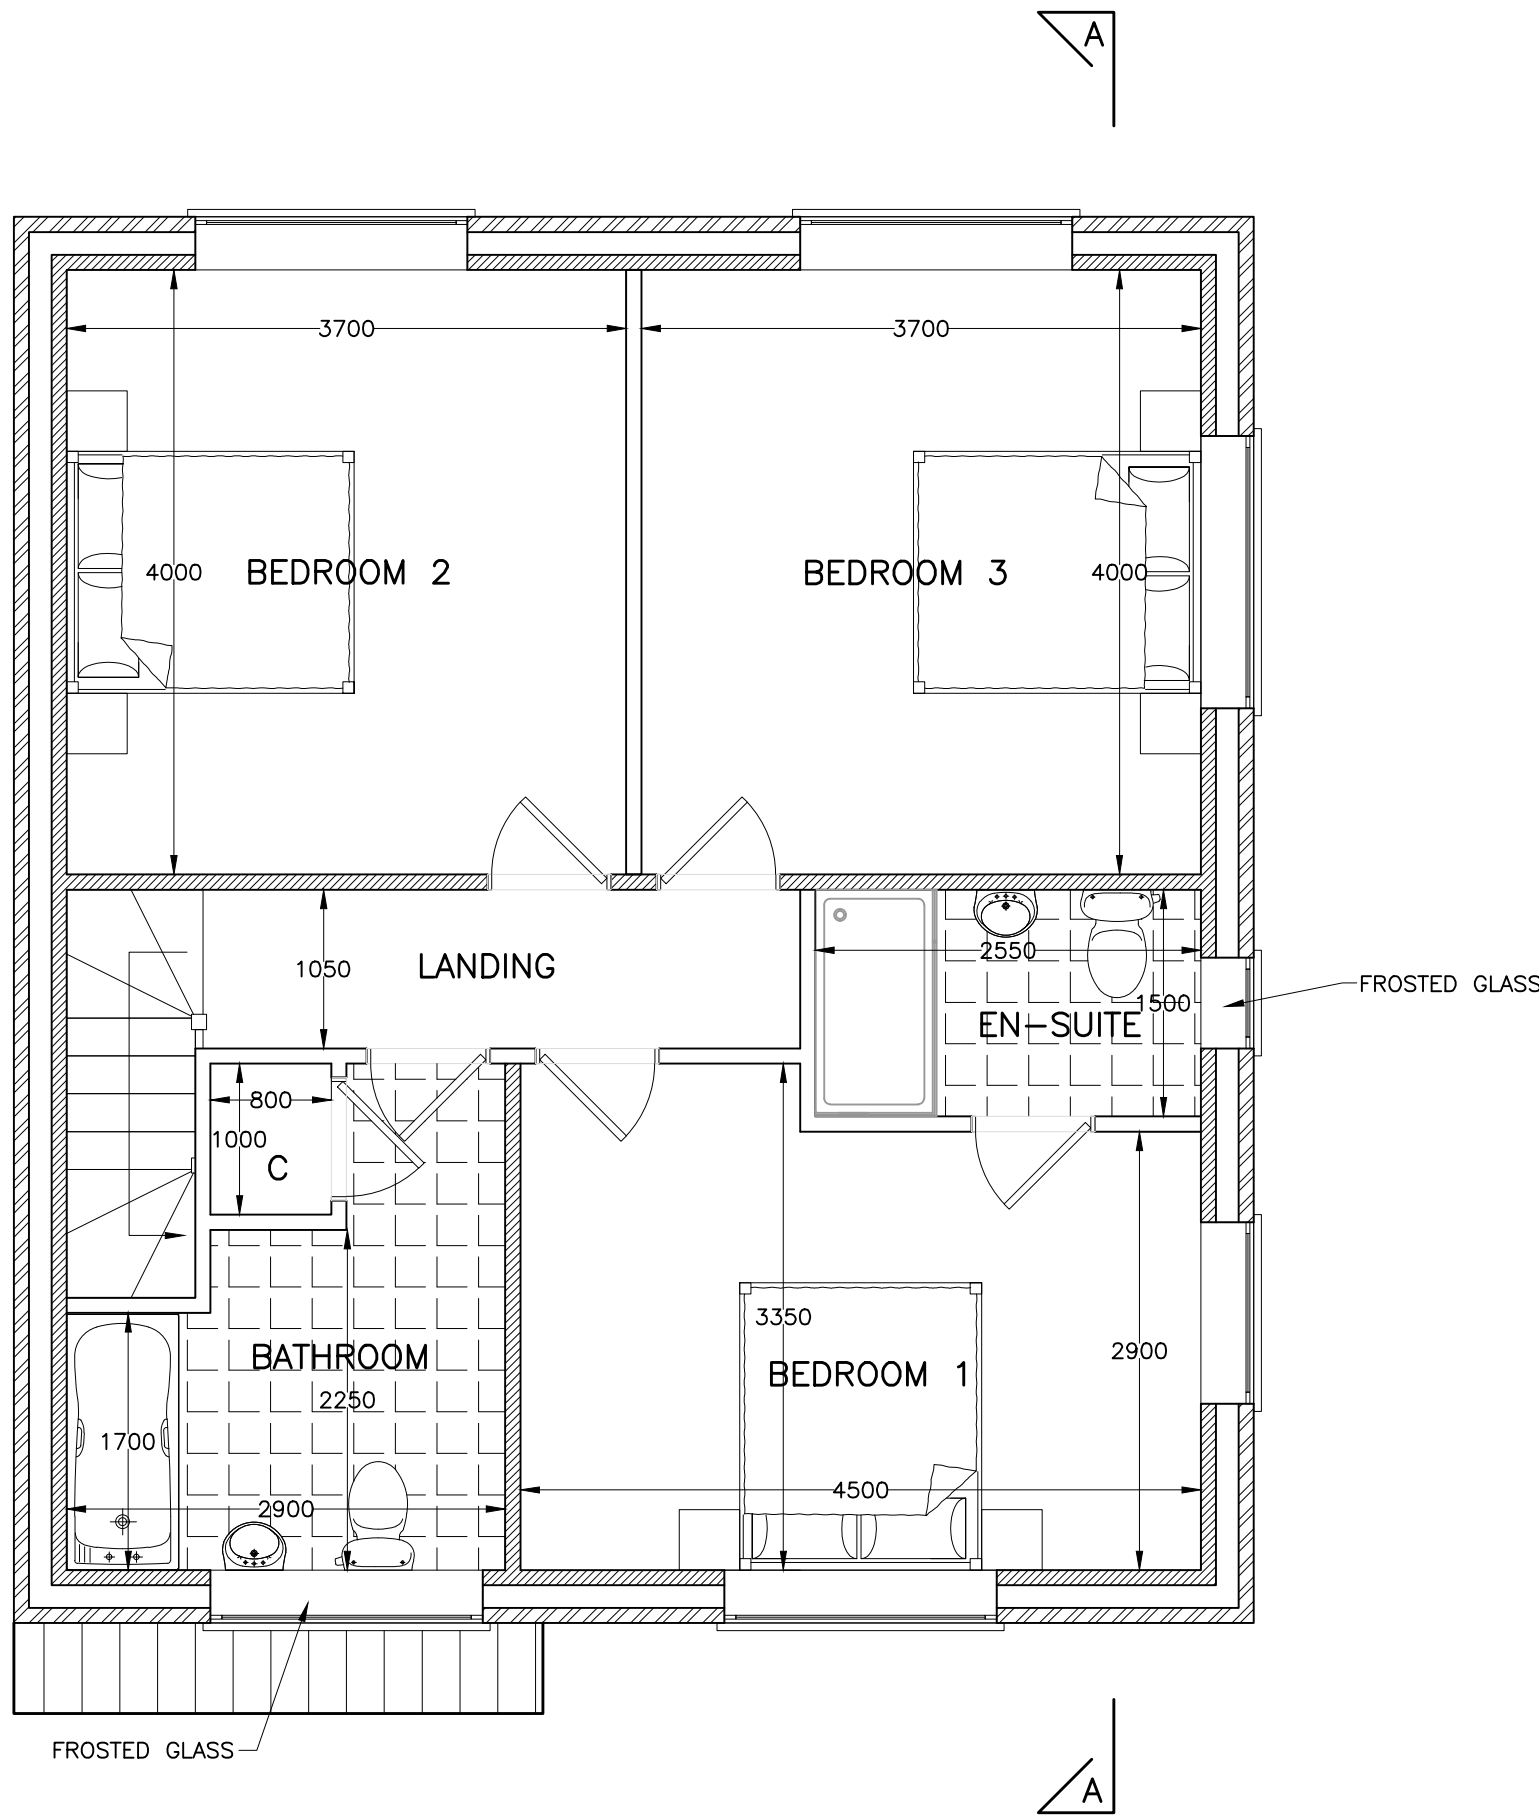 A
3700
3700
4000
BEDROOM 2
BEDROOM 3
4000
1050
LANDING
2550
1500
EN-SUITE
FROSTED GLASS
800
1000
C
3350
BATHROOM
BEDROOM 1
2900
2250
1700
2900
4500
FROSTED GLASS
A